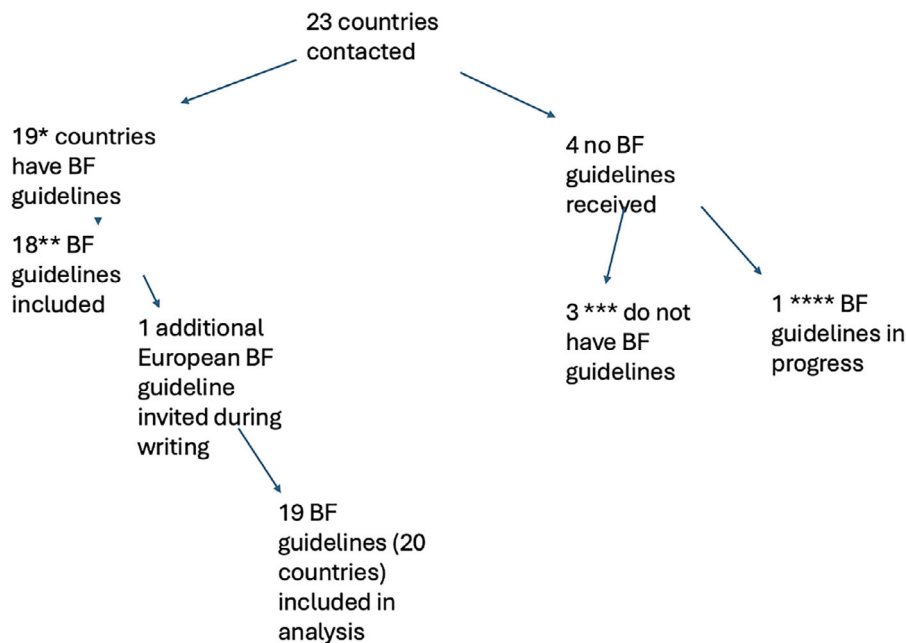 23 countries
contacted
19* countries
have BF
guidelines
4 no BF
guidelines
received
18** BF
guidelines
included
3 *** do not
have BF
guidelines
1 **** BF
guidelines in
progress
1 additional
European BF
guideline
invited during
writing
19 BF
guidelines (20
countries)
included in
analysis